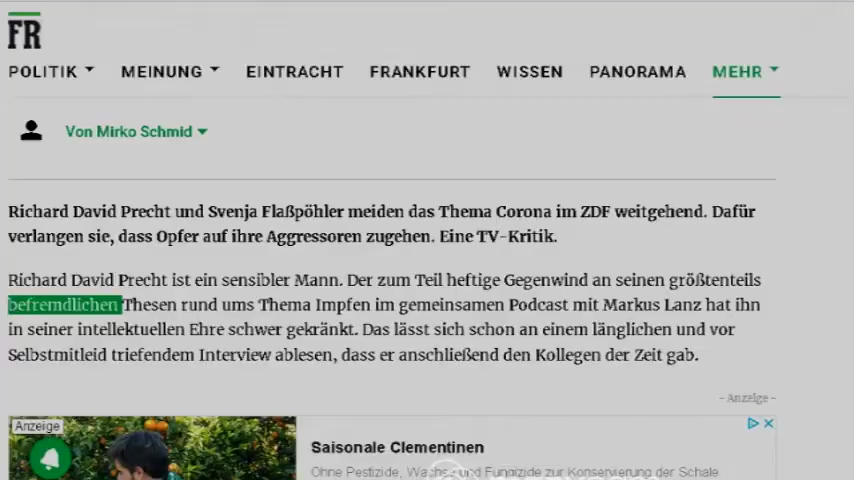 FR
POLITIK MEINUNG EINTRACHT FRANKFURT WISSEN PANORAMA MEHR
Von Mirko Schmid
Richard David Precht und Svenja Flaßpöhler meiden das Thema Corona im ZDF weitgehend. Dafür
verlangen sie, dass Opfer auf ihre Aggressoren zugehen. Eine TV-Kritik.
Richard David Precht ist ein sensibler Mann. Der zum Teil heftige Gegenwind an seinen größtenteils
befremdlichen Thesen rund ums Thema Impfen im gemeinsamen Podcast mit Markus Lanz hat ihn
in seiner intellektuellen Ehre schwer gekränkt. Das lässt sich schon an einem länglichen und vor
Selbstmitleid triefendem Interview ablesen, dass er anschließend den Kollegen der Zeit gab.
- Anzeige -
Anzeige
Saisonale Clementinen
Ohne Pestizide, Wachs- und Fungizide zur Konservierung der Schale